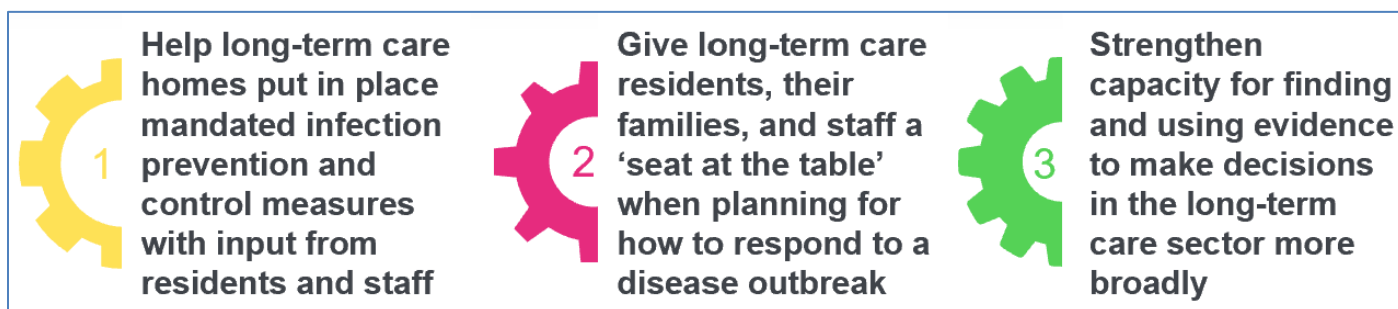 1
Help long-term care
homes put in place
mandated infection
prevention and
control measures
with input from
residents and staff
2
Give long-term care
residents, their
families, and staff a
‘seat at the table’
when planning for
how to respond to a
disease outbreak
3
Strengthen
capacity for finding
and using evidence
to make decisions
in the long-term
care sector more
broadly